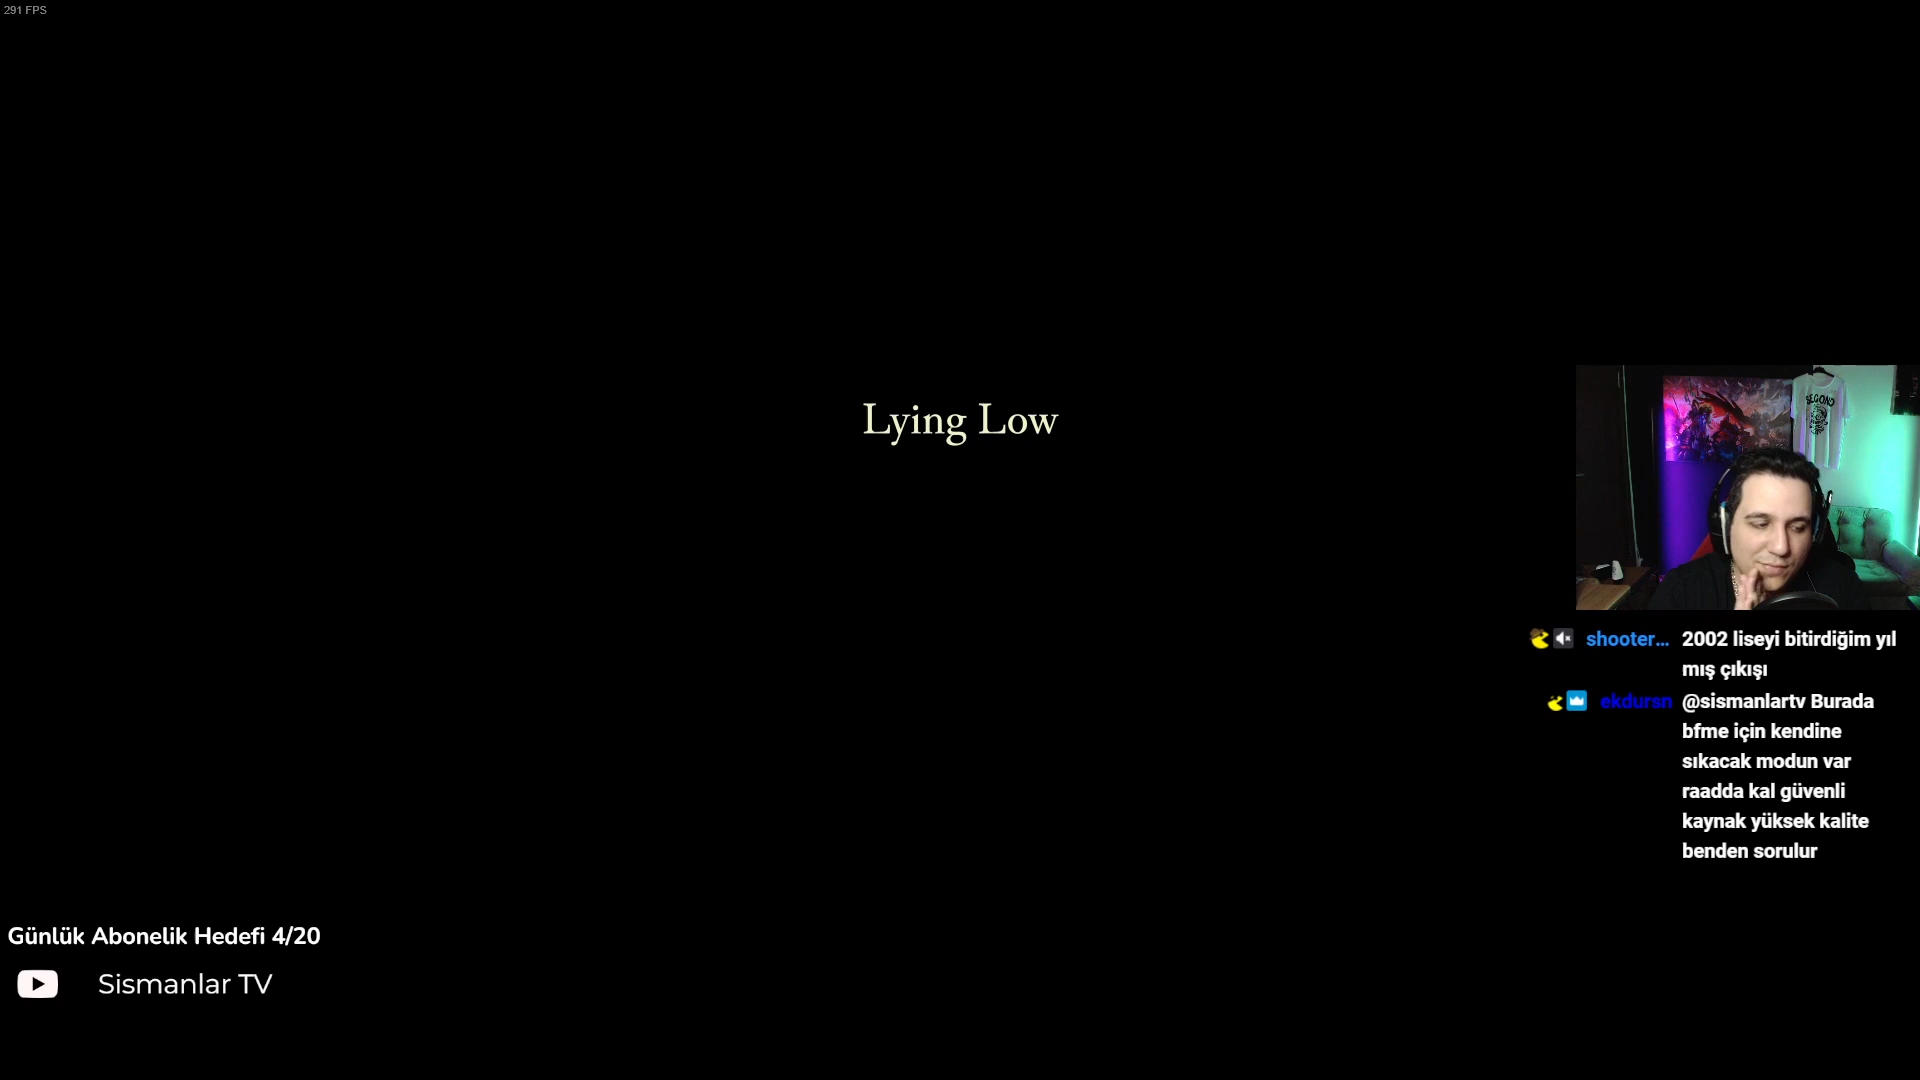 291 FPS
Lying Low
SEGOND
shooter... 2002 liseyi bitirdiğim yıl
mış çıkışı
ekdursn @sismanlartv Burada
bfme için kendine
sıkacak modun var
raadda kal güvenli
kaynak yüksek kalite
benden sorulur
Günlük Abonelik Hedefi 4/20
Sismanlar TV